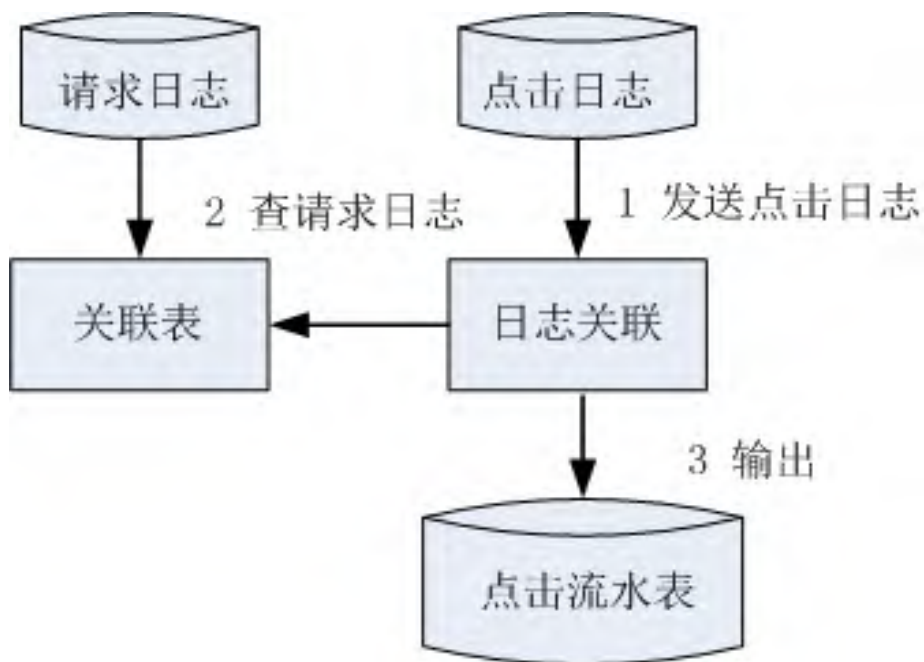 请求日志
点击日志
2 查请求日志
1 发送点击日志
关联表
日志关联
3 输出
点击流水表